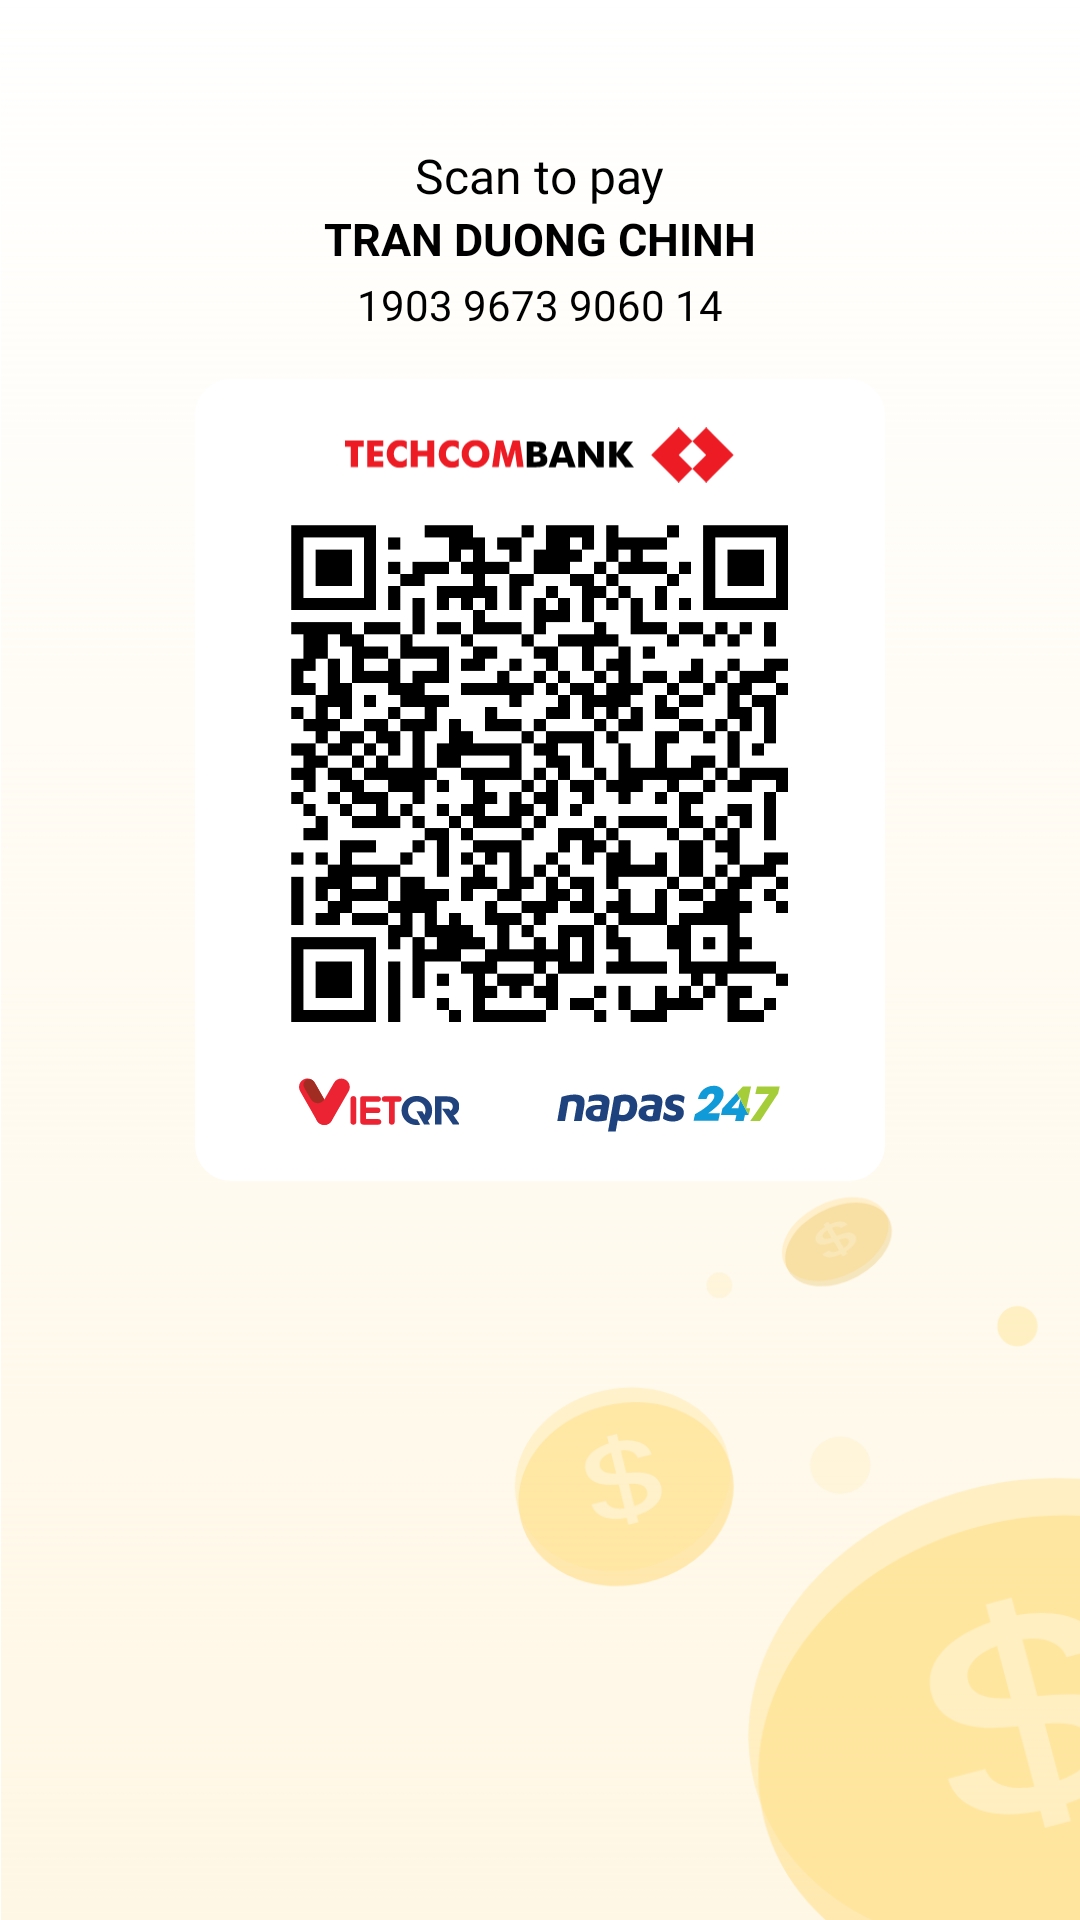 Scan to pay
TRAN DUONG CHINH
1903 9673 9060 14
TECHCOMBANK
VIETQR
napas 247
$
$
$